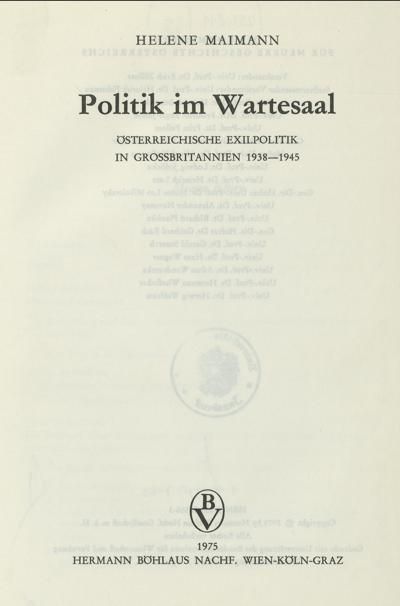 HELENE MAIMANN
Politik im Wartesaal
ÖSTERREICHISCHE EXILPOLITIK
IN GROSSBRITANNIEN 1938—1945
B
V
1975
HERMANN BÖHLAUS NACHF. WIEN-KÖLN-GRAZ